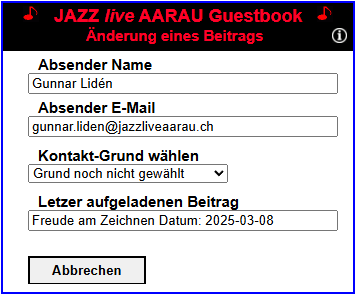 JAZZ live AARAU Guestbook
Änderung eines Beitrags
Absender Name
Gunnar Lidén
Absender E-Mail
gunnar.liden@jazzliveaarau.ch
Kontakt-Grund wählen
Grund noch nicht gewählt
Letzer aufgeladenen Beitrag
Freude am Zeichnen Datum: 2025-03-08
Abbrechen